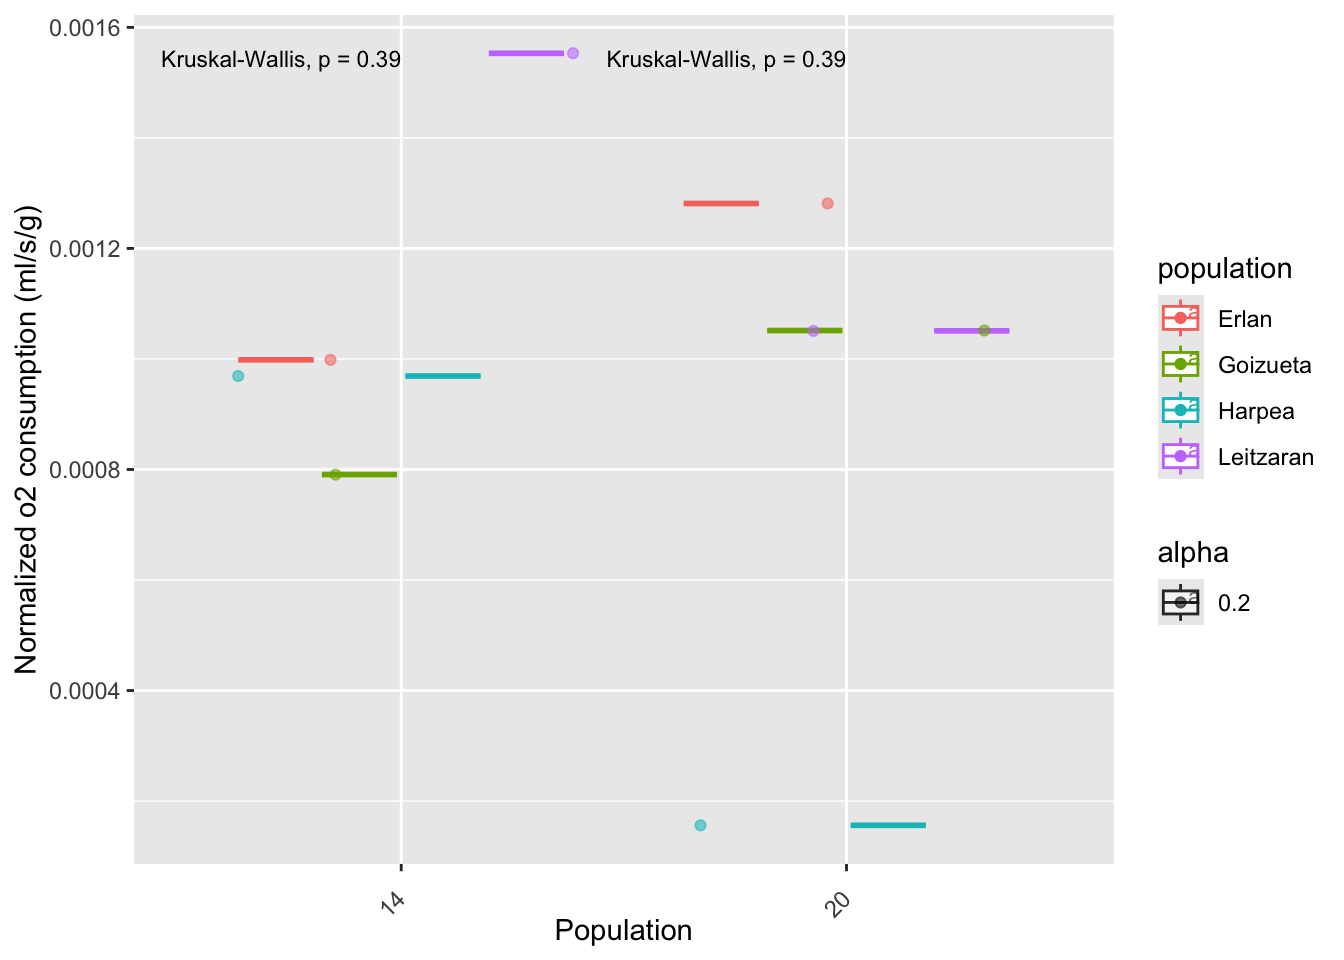 0.0016
0.0012
0.0008
0.0004
Normalized o2 consumption (ml/s/g)
Kruskal-Wallis, p = 0.39
Kruskal-Wallis, p = 0.39
14
20
Population
population
a Erlan
a Goizueta
a Harpea
a Leitzaran
alpha
a 0.2